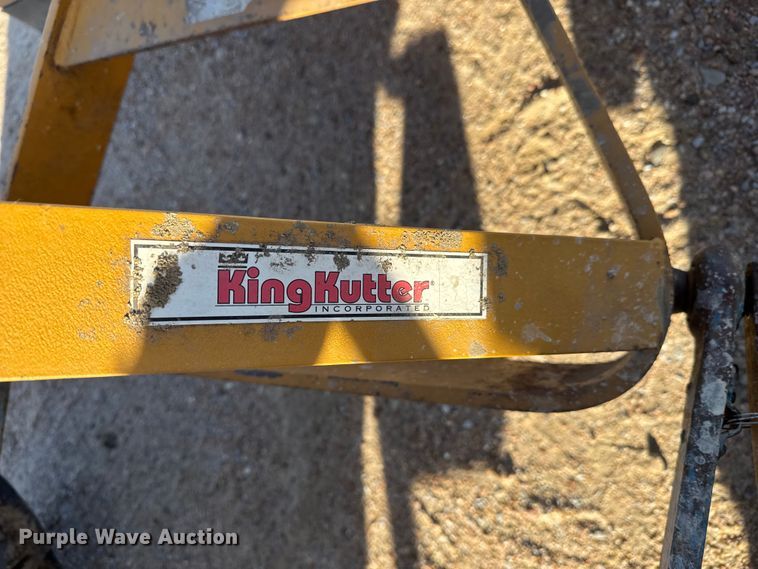 KingKutter
INCORPORATED
Purple Wave Auction